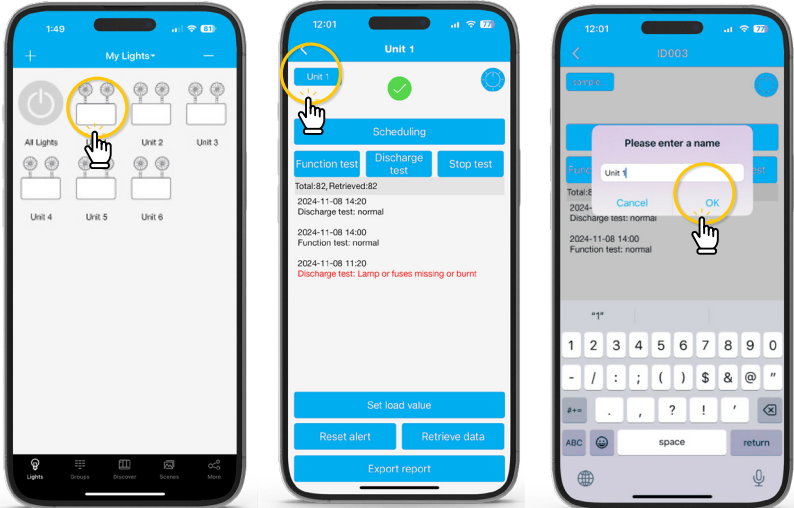 1:49
81
My Lights
All Lights
Unit 2
Unit 3
Unit 4
Unit 5
Unit 6
Lights
Groups
Discover
Scenes
More
12:01
77
Unit 1
Unit 1
Scheduling
Function test
Discharge
test
Stop test
Total:82, Retrieved:82
2024-11-08 14:20
Discharge test: normal
2024-11-08 14:00
Function test: normal
2024-11-08 11:20
Discharge test: Lamp or fuses missing or burnt
Set load value
Reset alert
Retrieve data
Export report
12:01
77
ID003
sample
Please enter a name
Unit 1
Cancel
OK
Discharge test: normal
2024-11-08 14:00
Function test: normal
"1"
1 2 3 4 5 6 7 8 9 0
- / : ; ( ) $ & @ "
#+= . , ? ! '
ABC space return